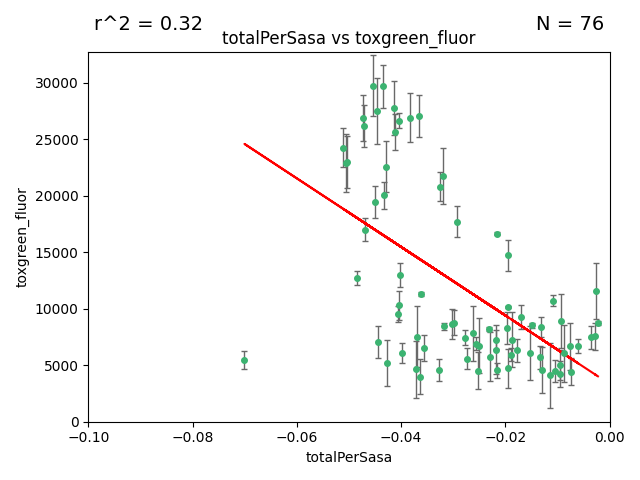 r^2 = 0.32
N = 76
totalPerSasa vs toxgreen_fluor
30000
25000
20000
15000
10000
5000
0
toxgreen_fluor
−0.10
−0.08
−0.06
−0.04
−0.02
0.00
totalPerSasa